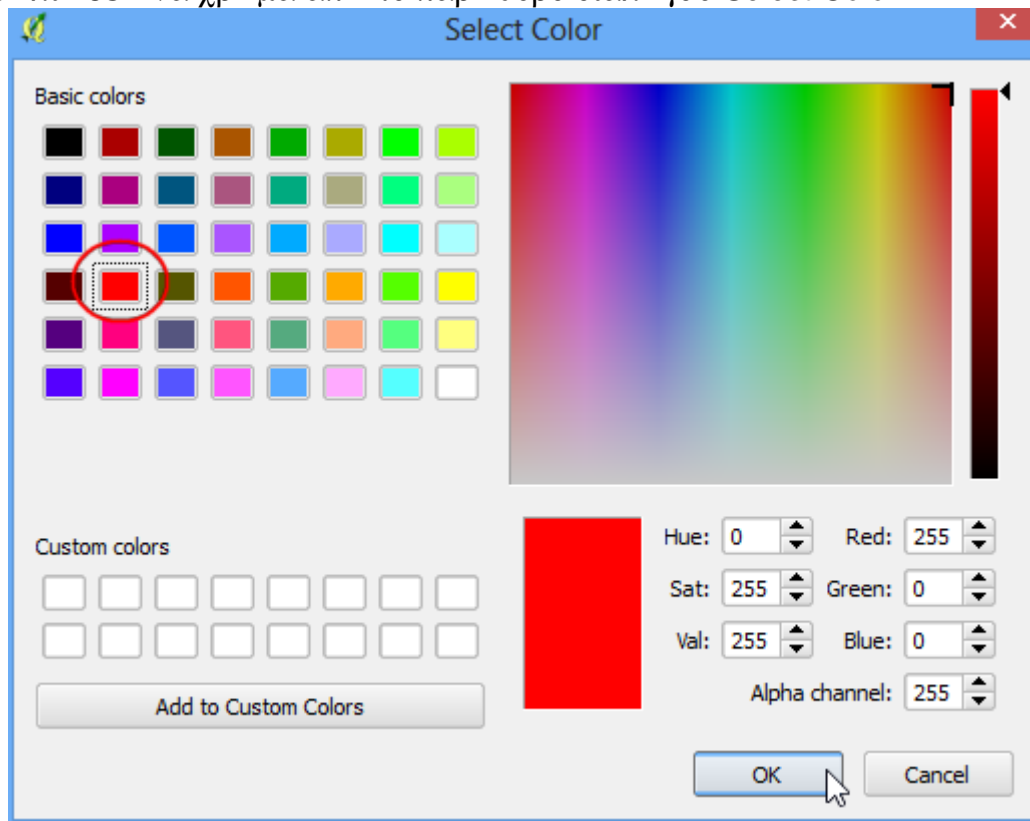 Select Color
Basic colors
Custom colors
Add to Custom Colors
Hue: 0 Red: 255
Sat: 255 Green: 0
Val: 255 Blue: 0
Alpha channel: 255
OK Cancel